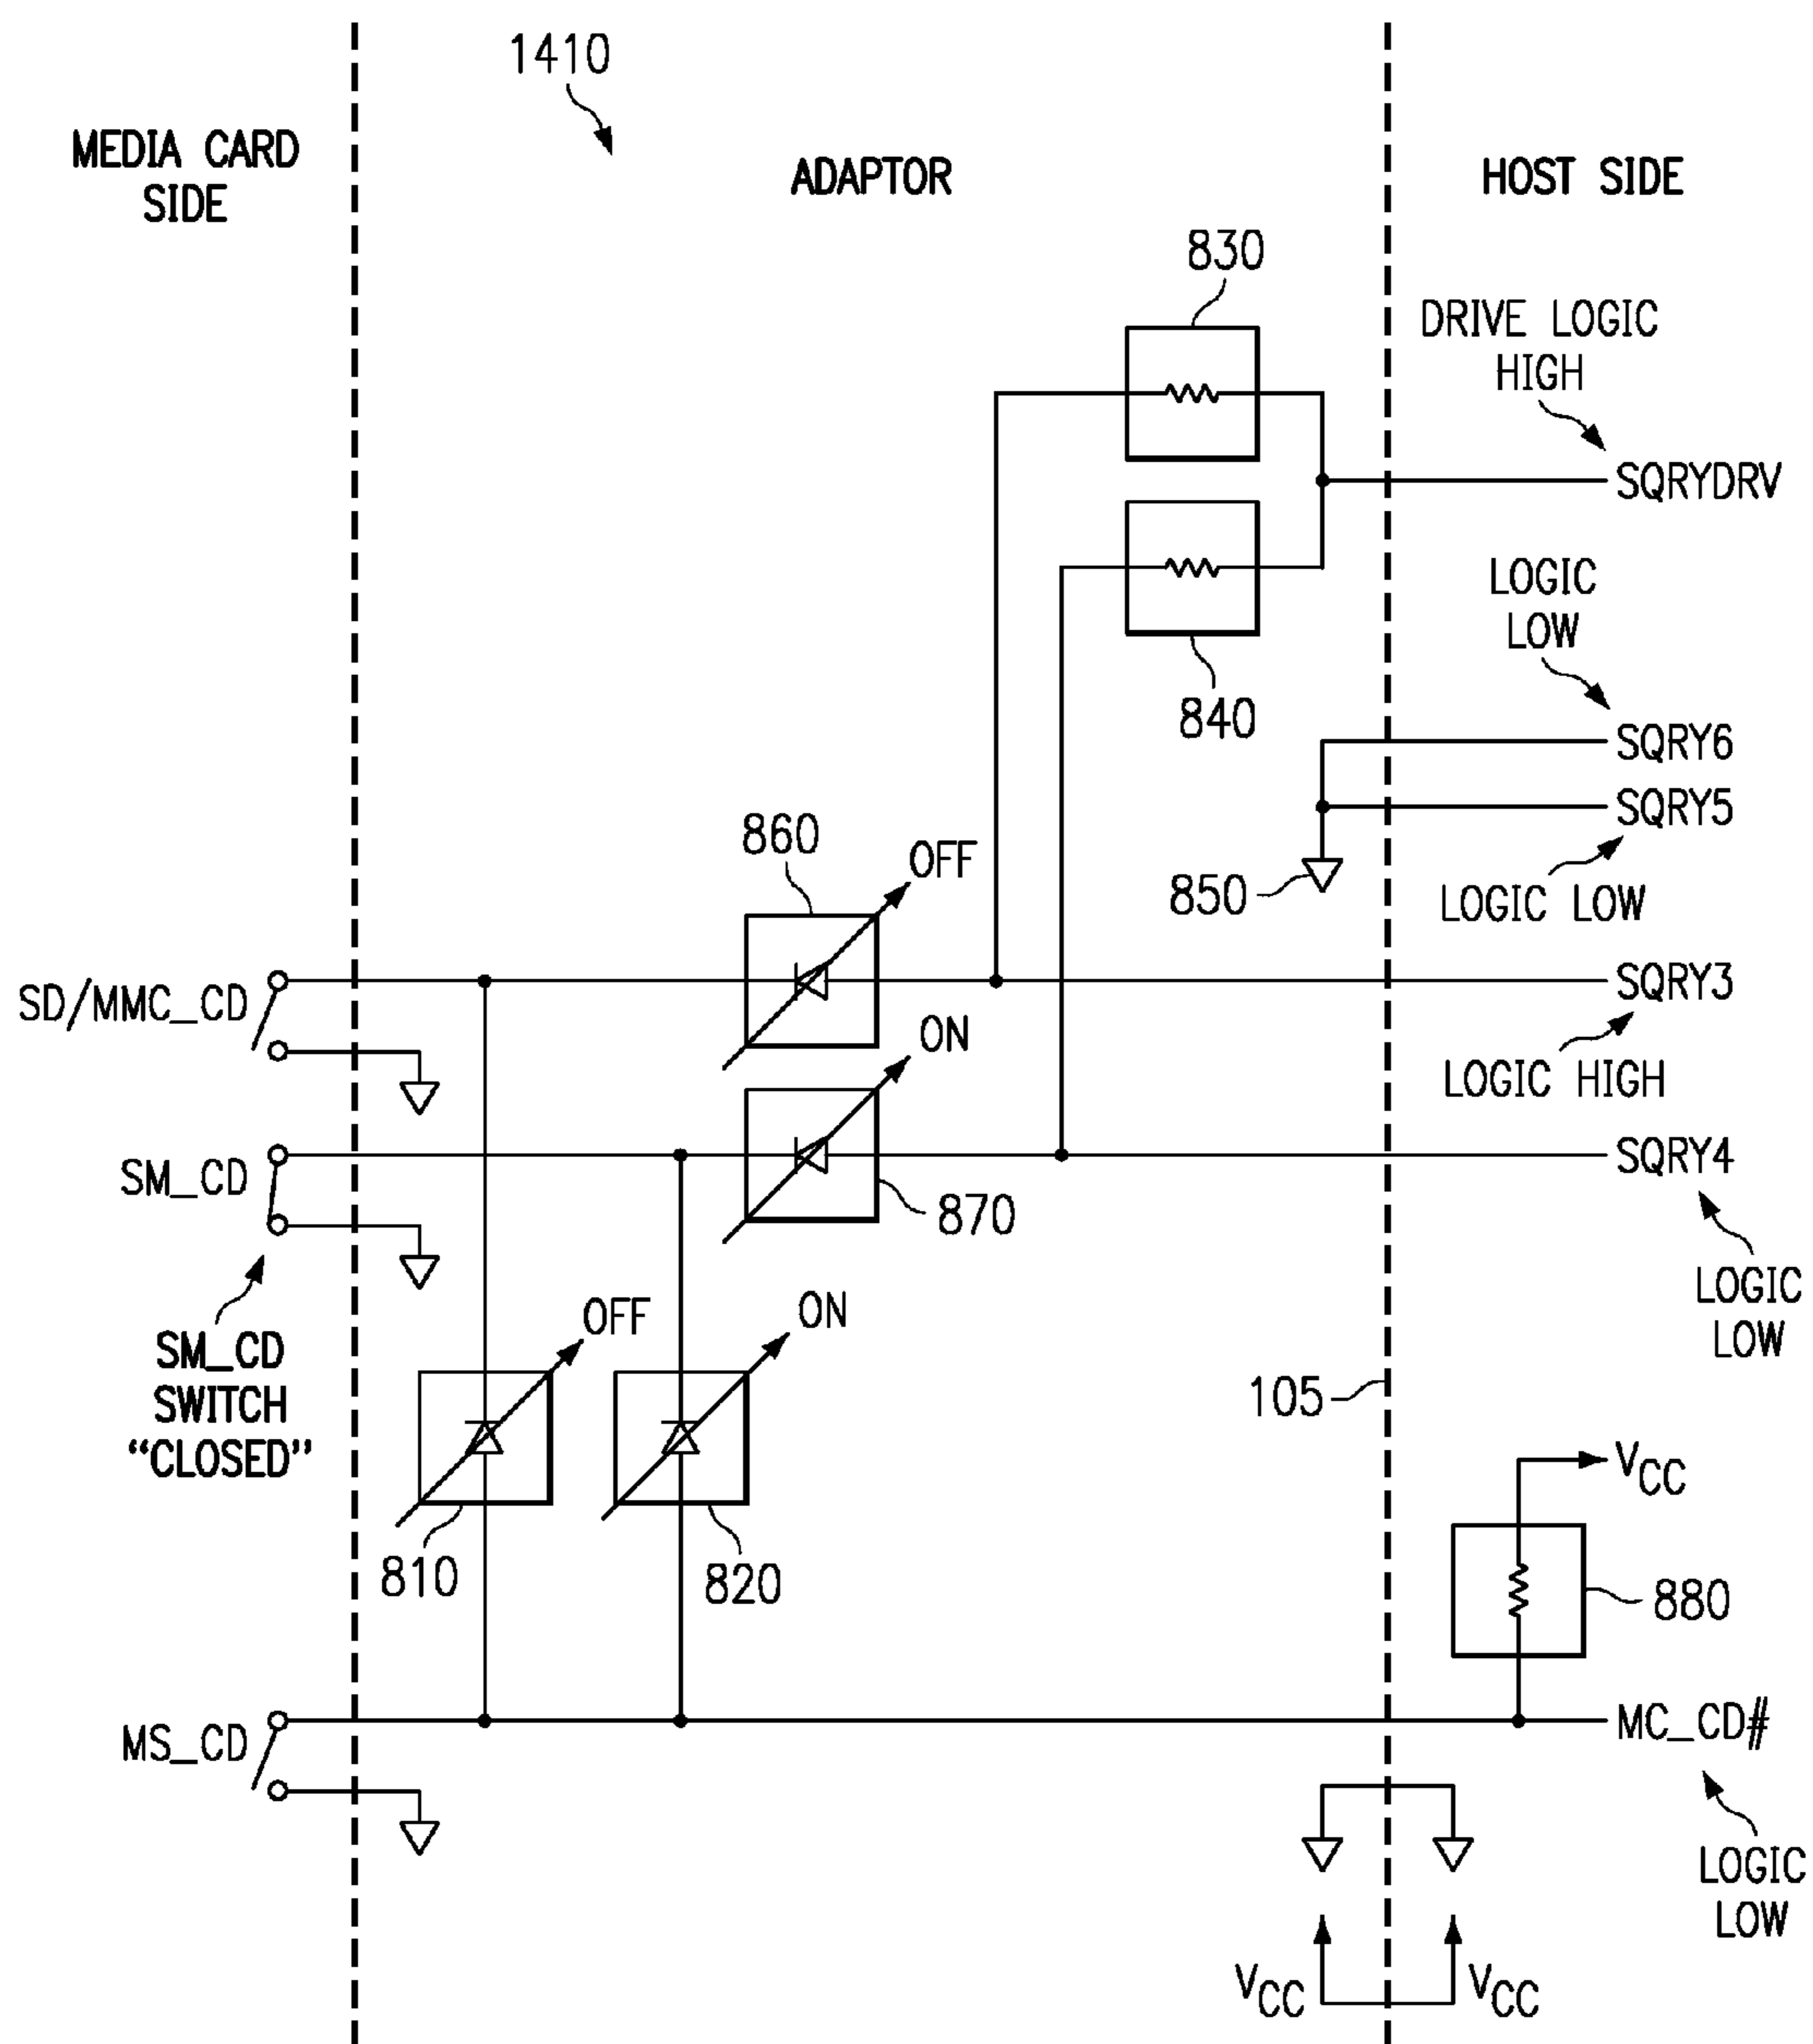 1410
MEDIA CARD
SIDE
ADAPTOR
HOST SIDE
830
DRIVE LOGIC
HIGH
SQRYDRV
840
LOGIC
LOW
SQRY6
SQRY5
850
LOGIC LOW
860
OFF
SD/MMC_CD
SQRY3
LOGIC HIGH
ON
870
SM_CD
SQRY4
LOGIC
LOW
SM_CD
SWITCH
“CLOSED”
OFF
ON
810
820
105
VCC
880
MS_CD
MC_CD#
LOGIC
LOW
VCC
VCC